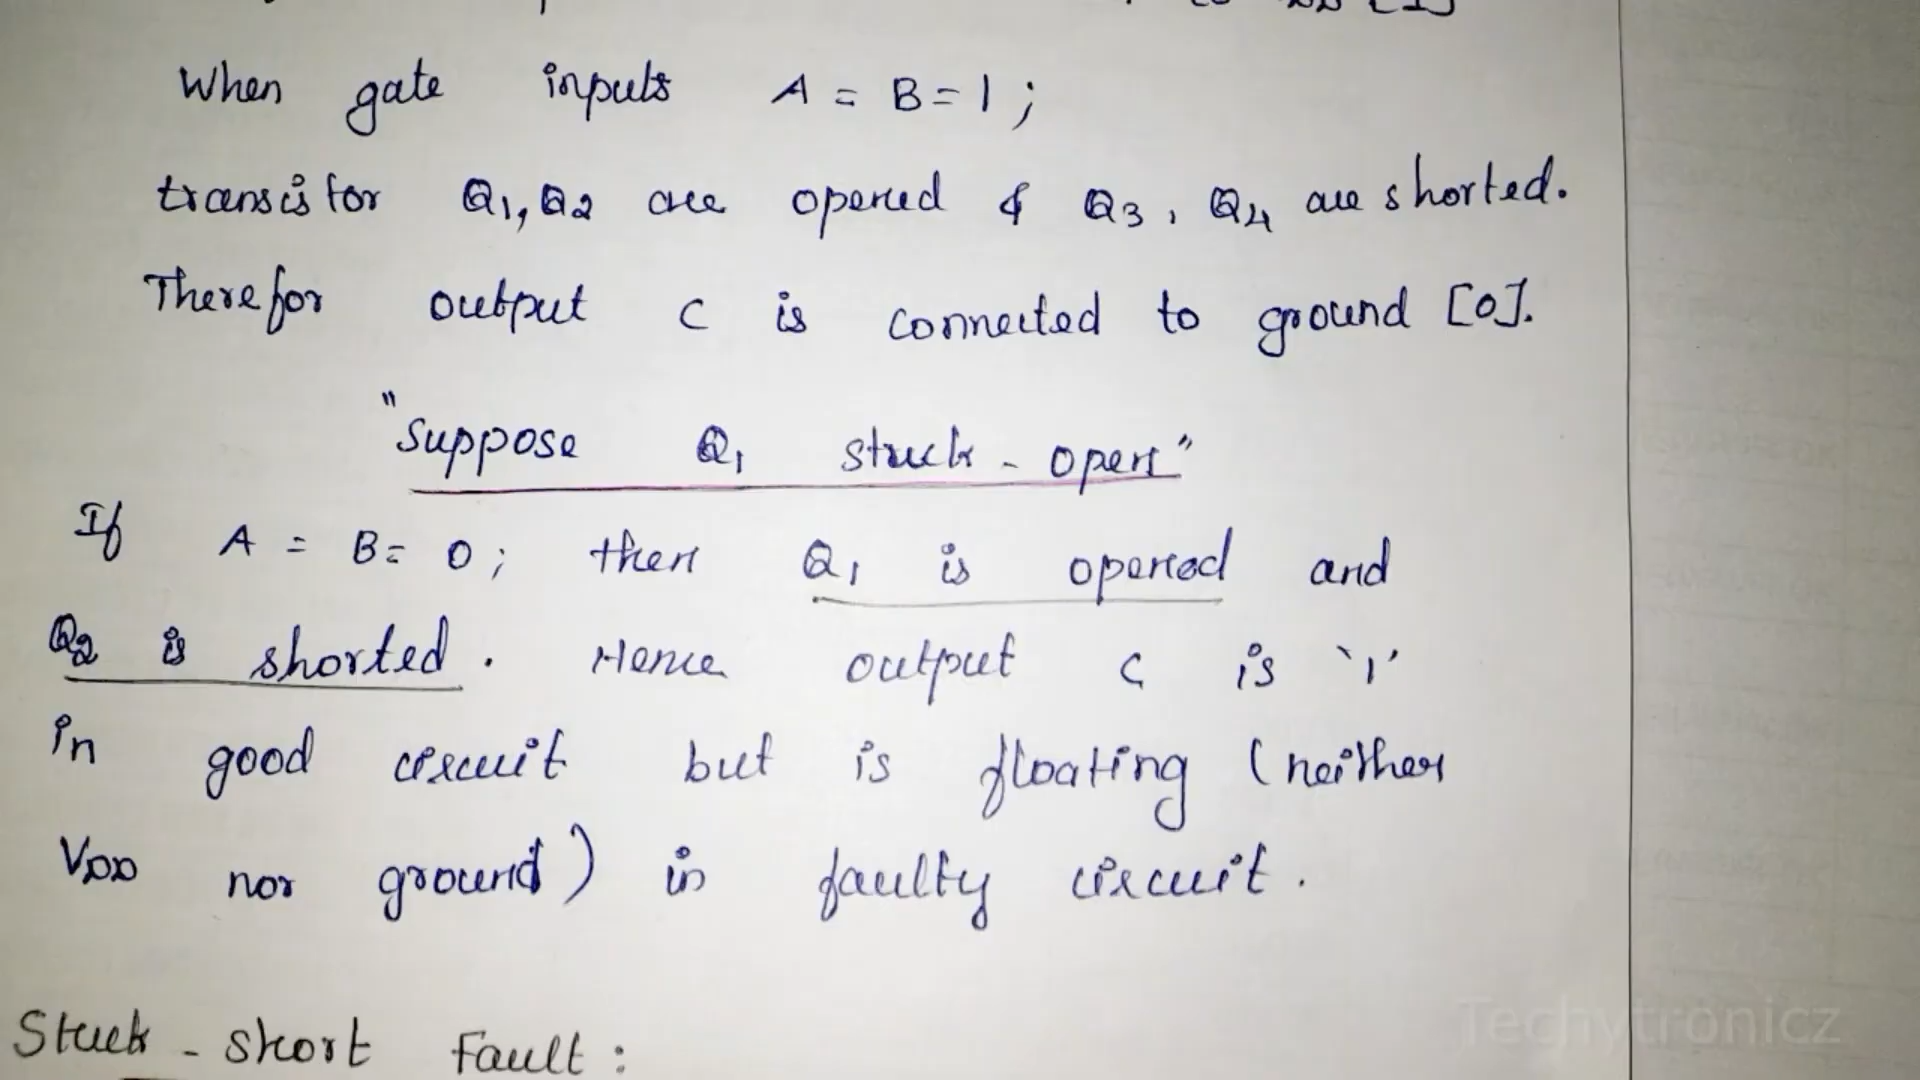 When gate inputs A = B = 1 ;
transistor Q1, Q2 are opened & Q3, Q4 are shorted.
Therefor output C is connected to ground [0].
"Suppose Q1 stuck - open"
If A = B = 0 ; then Q1 is opened and
Q2 is shorted. Hence output C is '1'
in good circuit but is floating (neither
VDD nor ground) in faulty circuit.
Stuck - short Fault :
Techytronicz